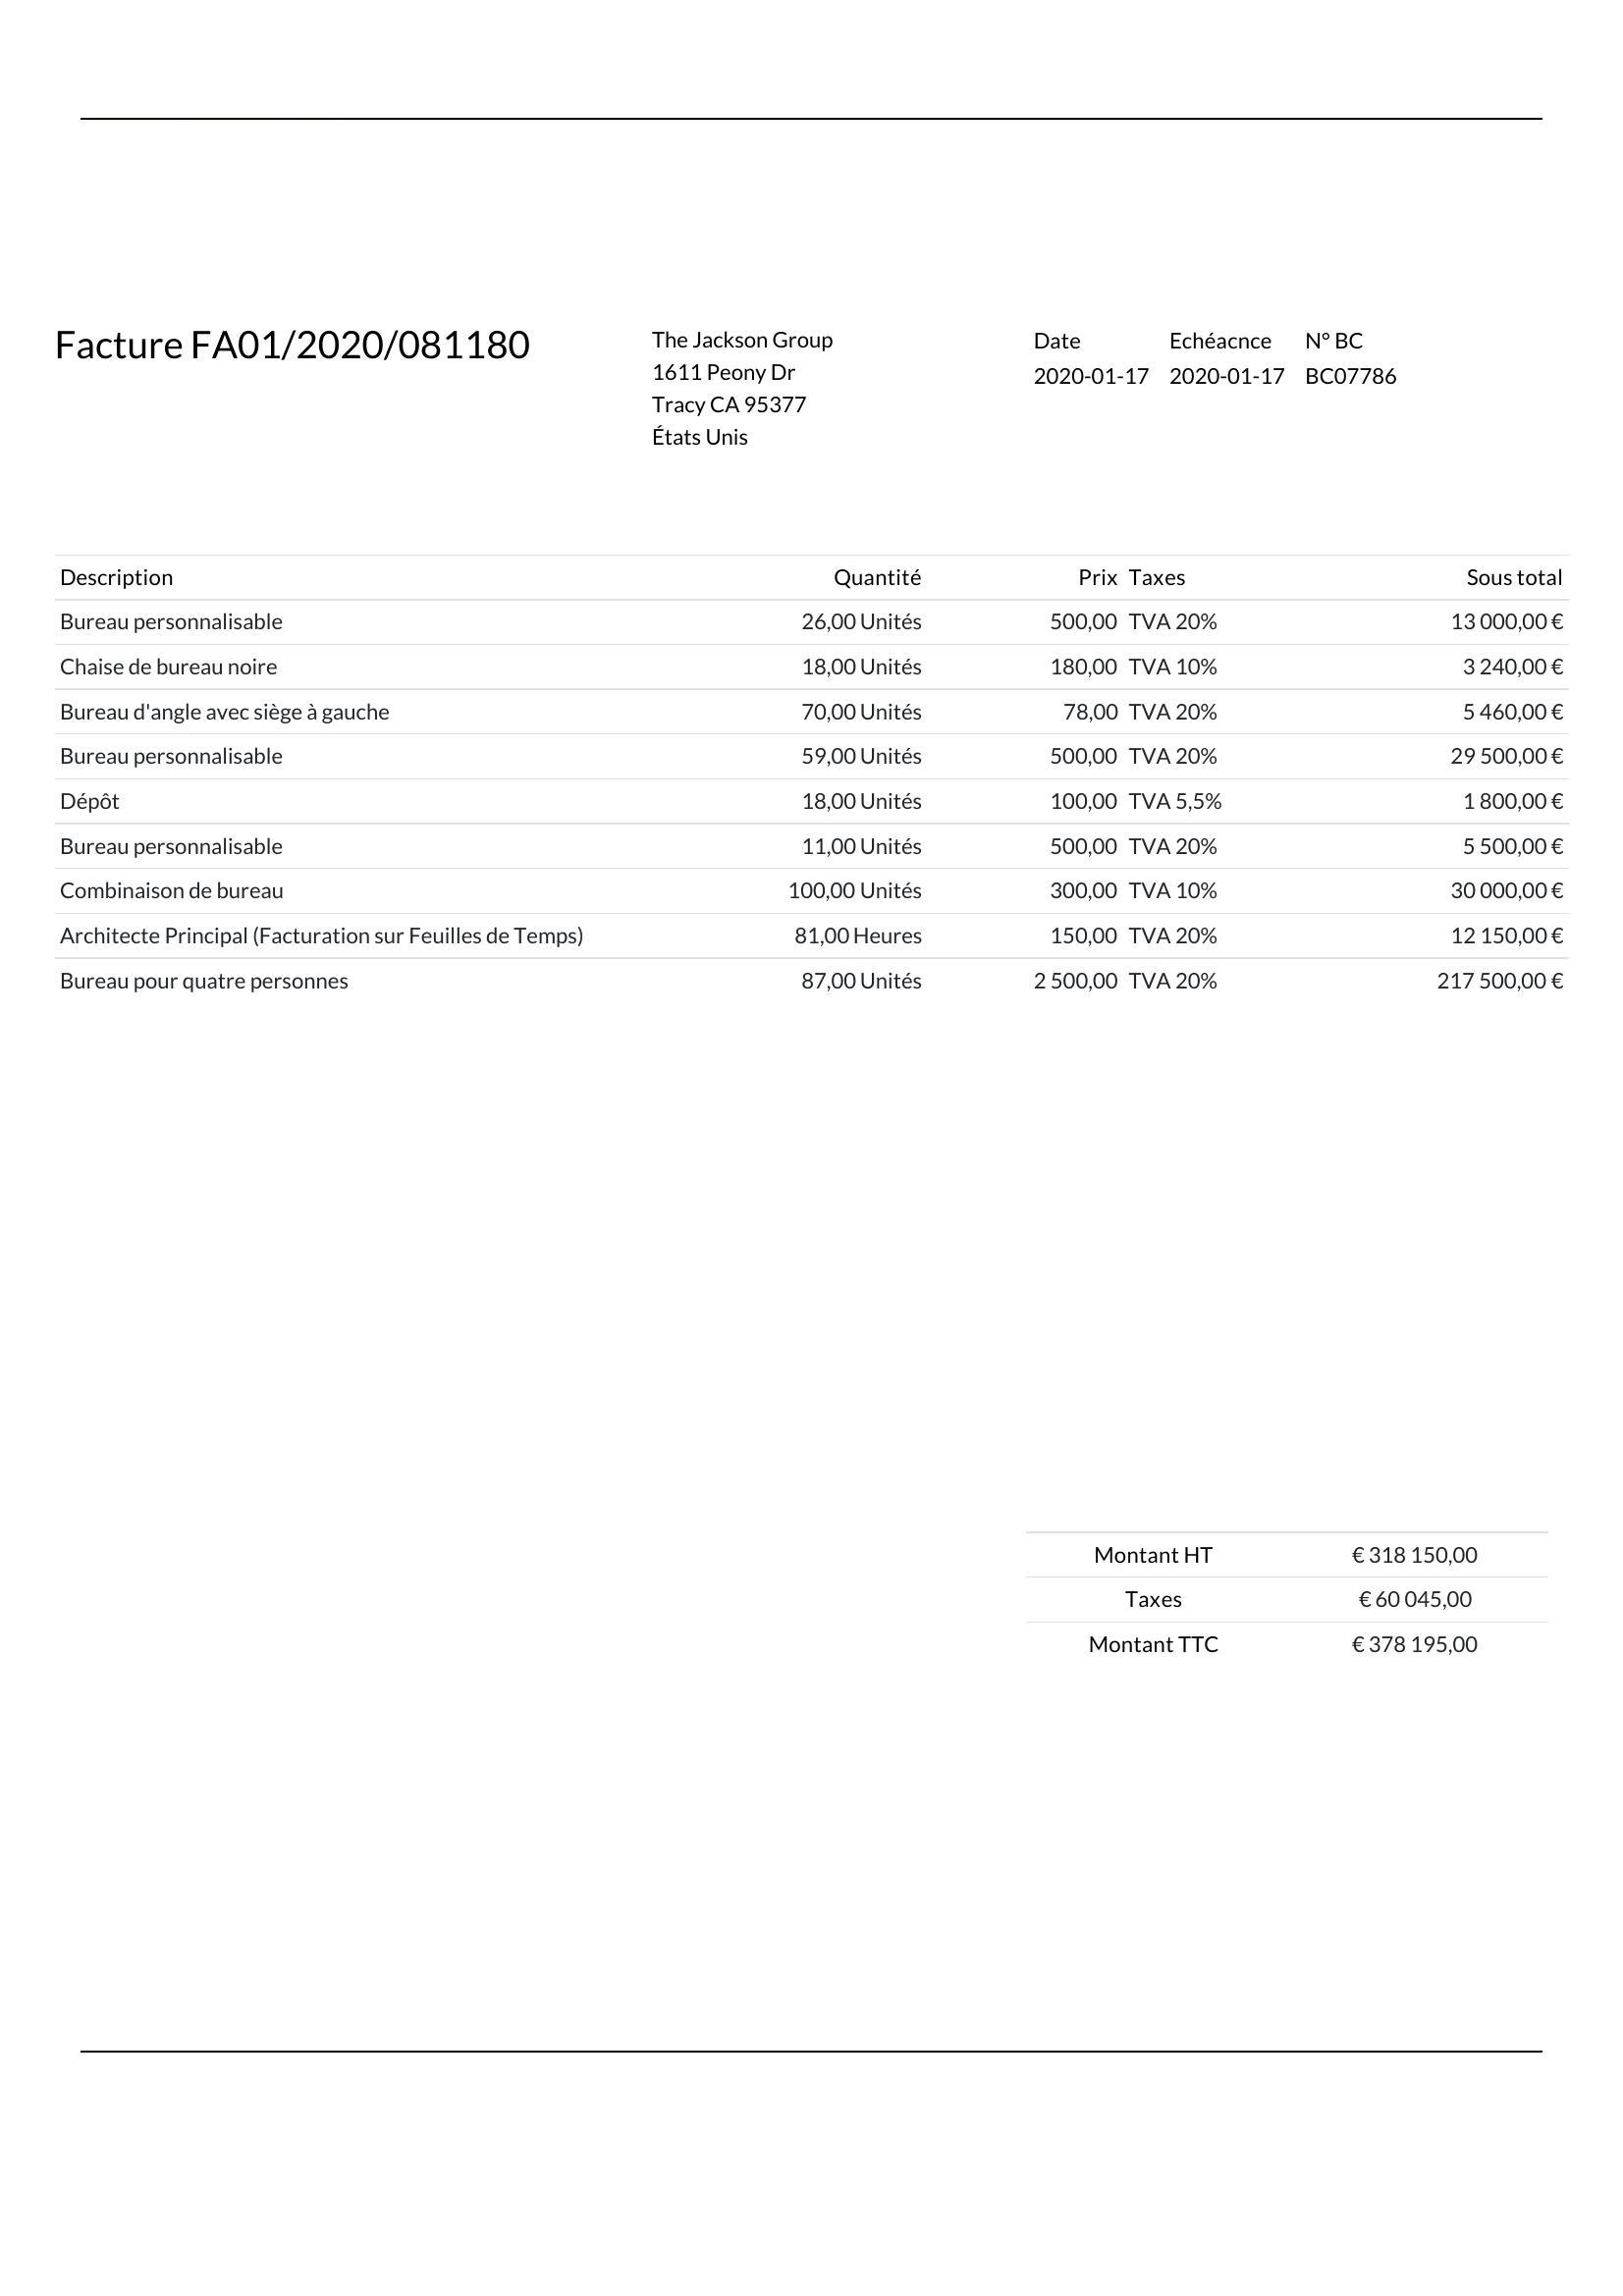 Facture FA01/2020/081180
The Jackson Group
1611 Peony Dr
Tracy CA 95377
États Unis
Date Echéacnce N° BC
2020-01-17 2020-01-17 BC07786
Description Quantité Prix Taxes Sous total
Bureau personnalisable 26,00 Unités 500,00 TVA 20% 13 000,00 €
Chaise de bureau noire 18,00 Unités 180,00 TVA 10% 3 240,00 €
Bureau d'angle avec siège à gauche 70,00 Unités 78,00 TVA 20% 5 460,00 €
Bureau personnalisable 59,00 Unités 500,00 TVA 20% 29 500,00 €
Dépôt 18,00 Unités 100,00 TVA 5,5% 1 800,00 €
Bureau personnalisable 11,00 Unités 500,00 TVA 20% 5 500,00 €
Combinaison de bureau 100,00 Unités 300,00 TVA 10% 30 000,00 €
Architecte Principal (Facturation sur Feuilles de Temps) 81,00 Heures 150,00 TVA 20% 12 150,00 €
Bureau pour quatre personnes 87,00 Unités 2 500,00 TVA 20% 217 500,00 €
Montant HT € 318 150,00
Taxes € 60 045,00
Montant TTC € 378 195,00